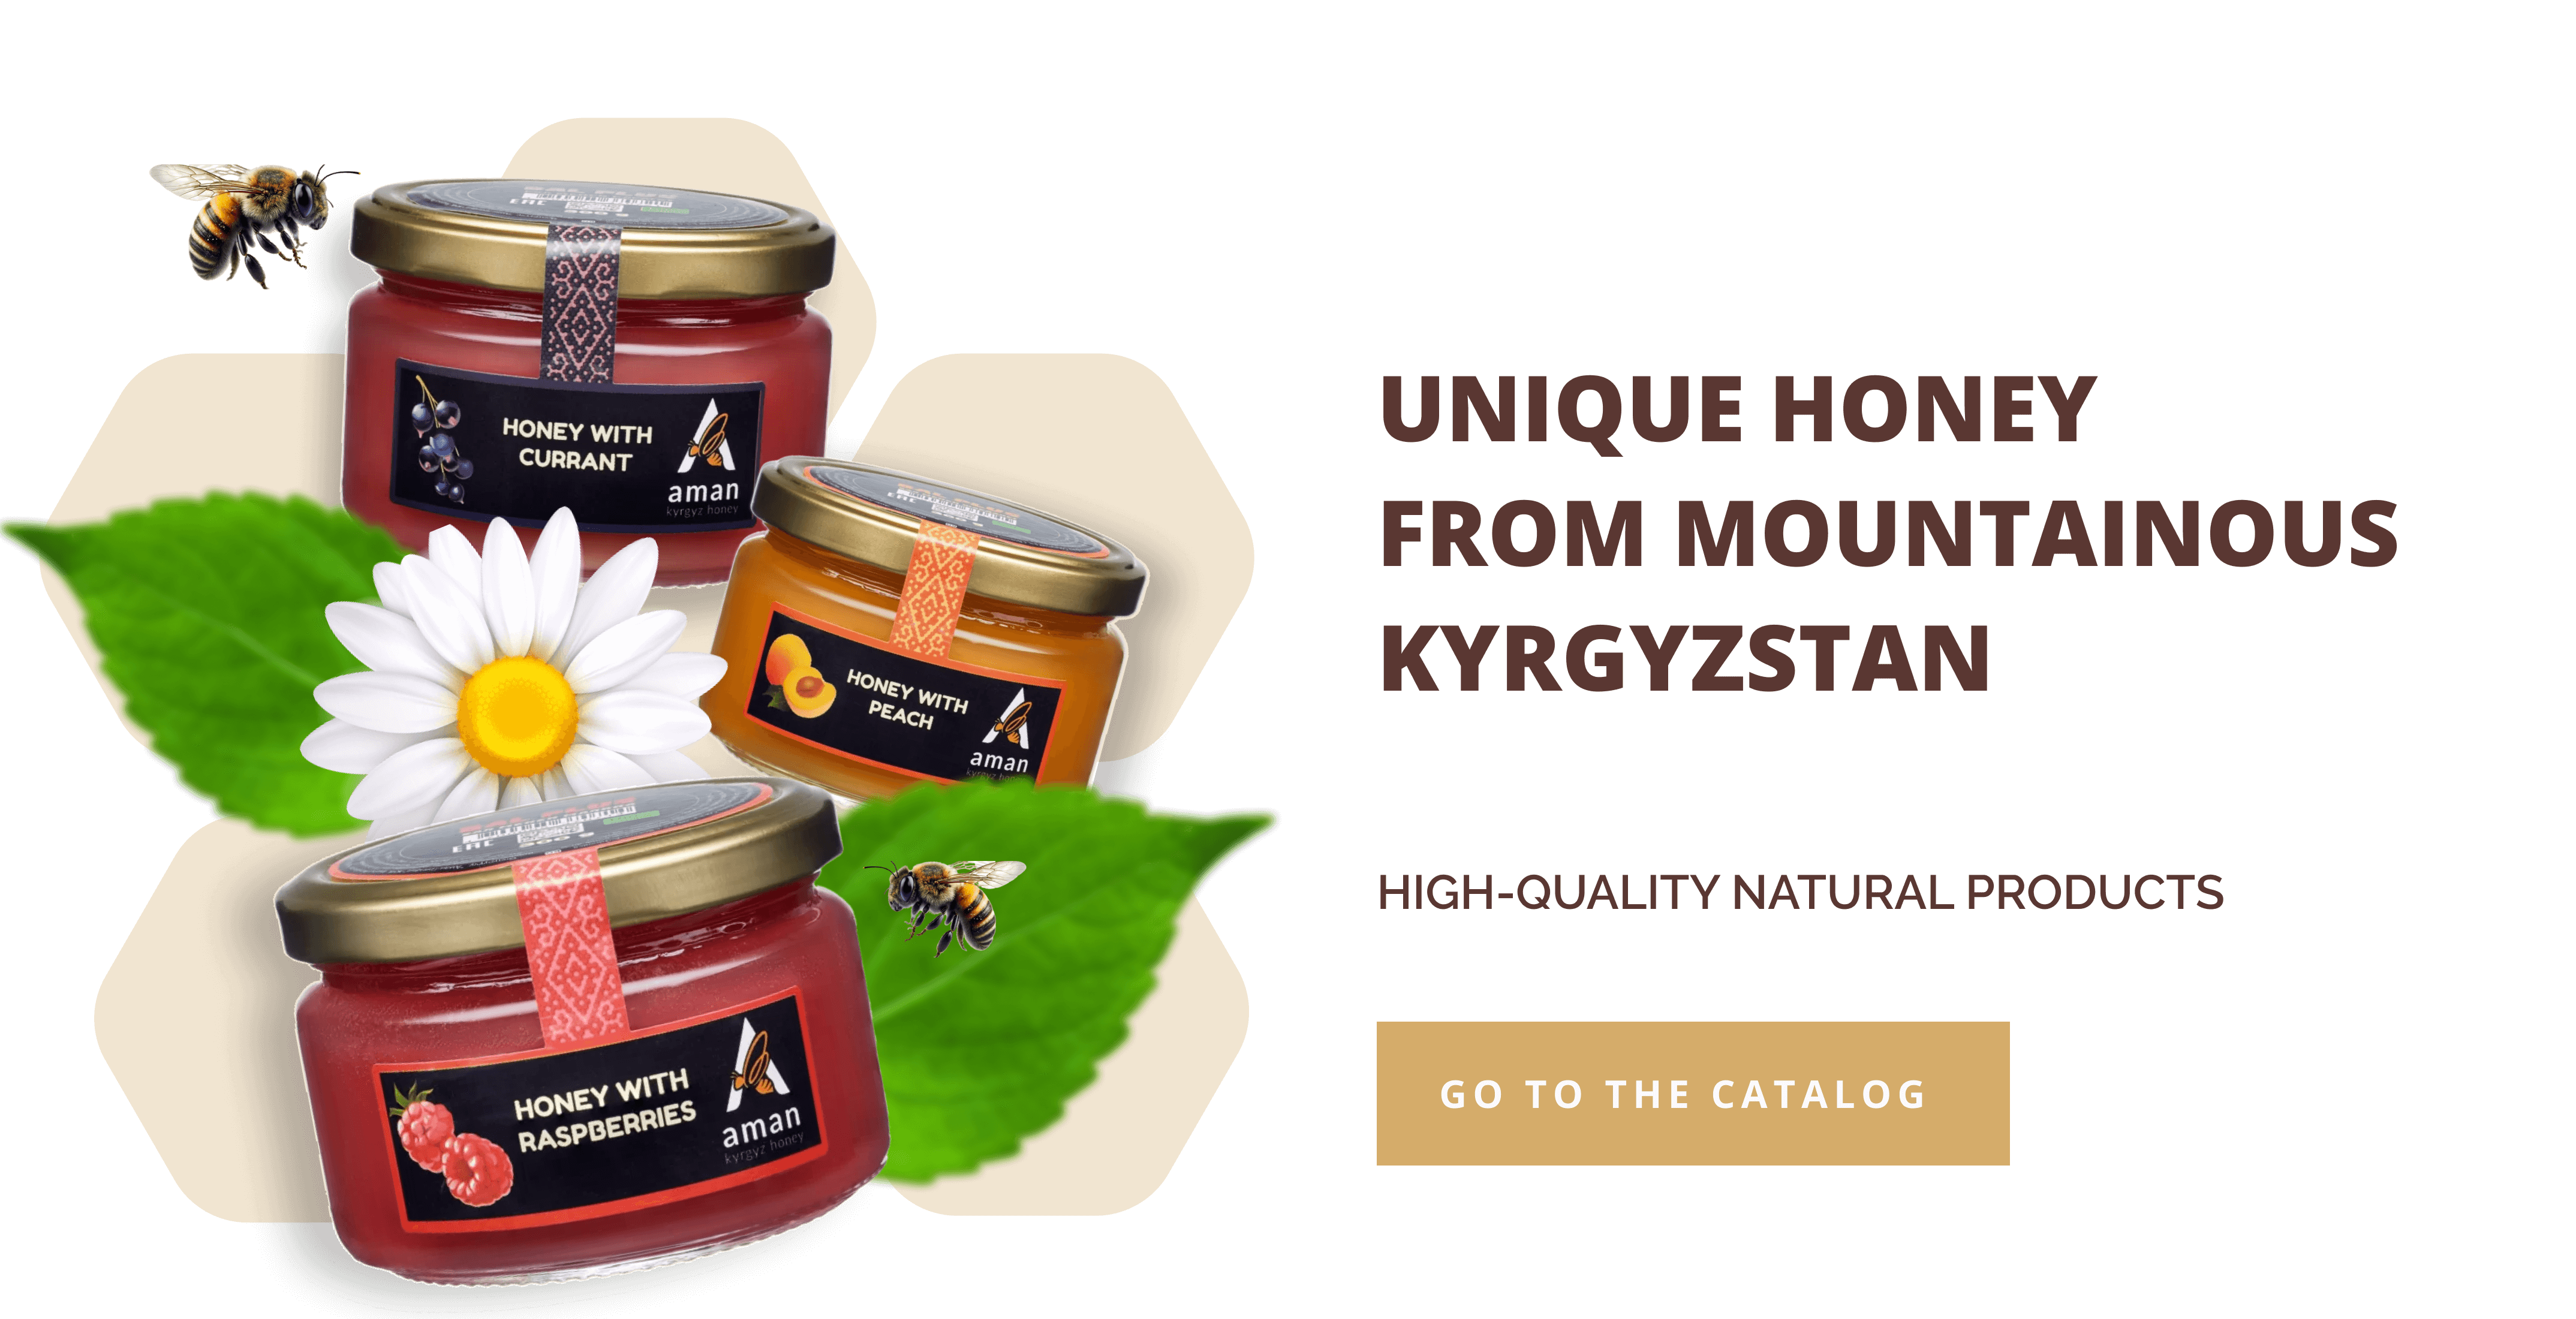 HONEY WITH
CURRANT
aman
kyrgyz honey
HONEY WITH
PEACH
aman
EAC
HONEY WITH
RASPBERRIES
aman
kyrgyz honey
UNIQUE HONEY
FROM MOUNTAINOUS
KYRGYZSTAN
HIGH-QUALITY NATURAL PRODUCTS
GO TO THE CATALOG